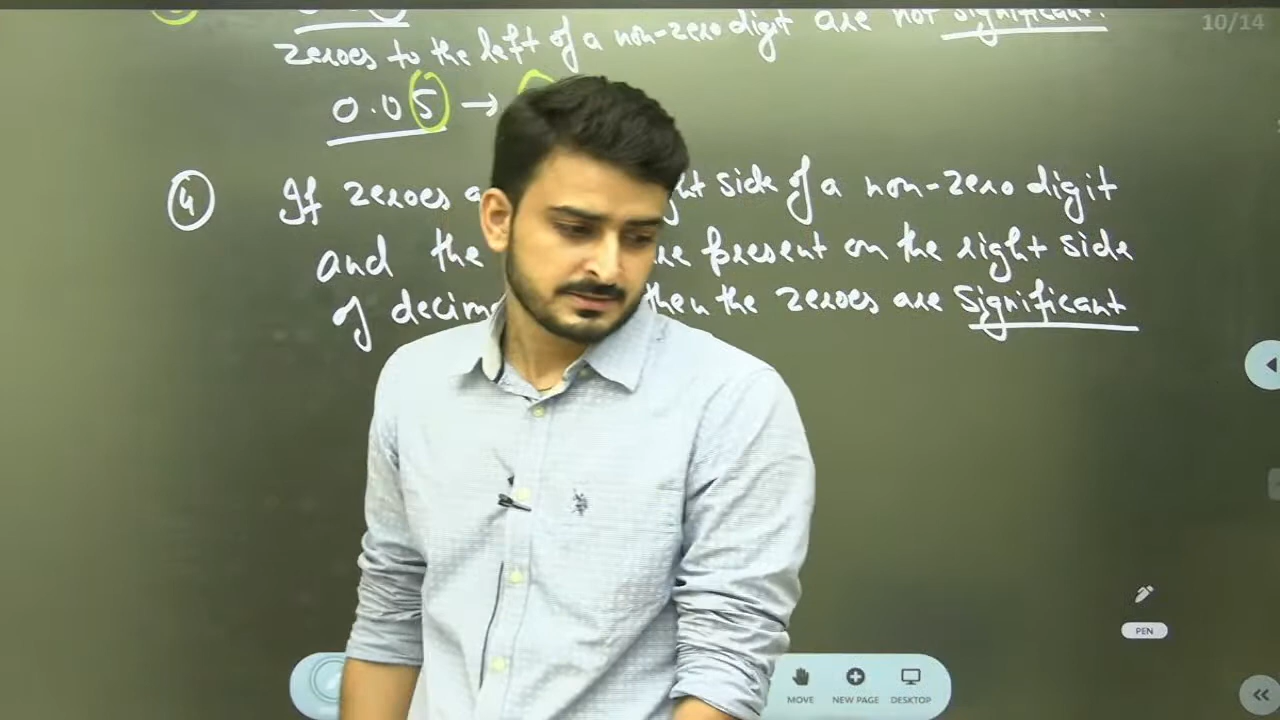 10/14
are not significant.
zeroes to the left of a non-zero digit
0.05 →
④ If zeroes side of a non-zero digit
and the present on the right side
of then the zeroes are significant
PEN
MOVE NEW PAGE DESKTOP